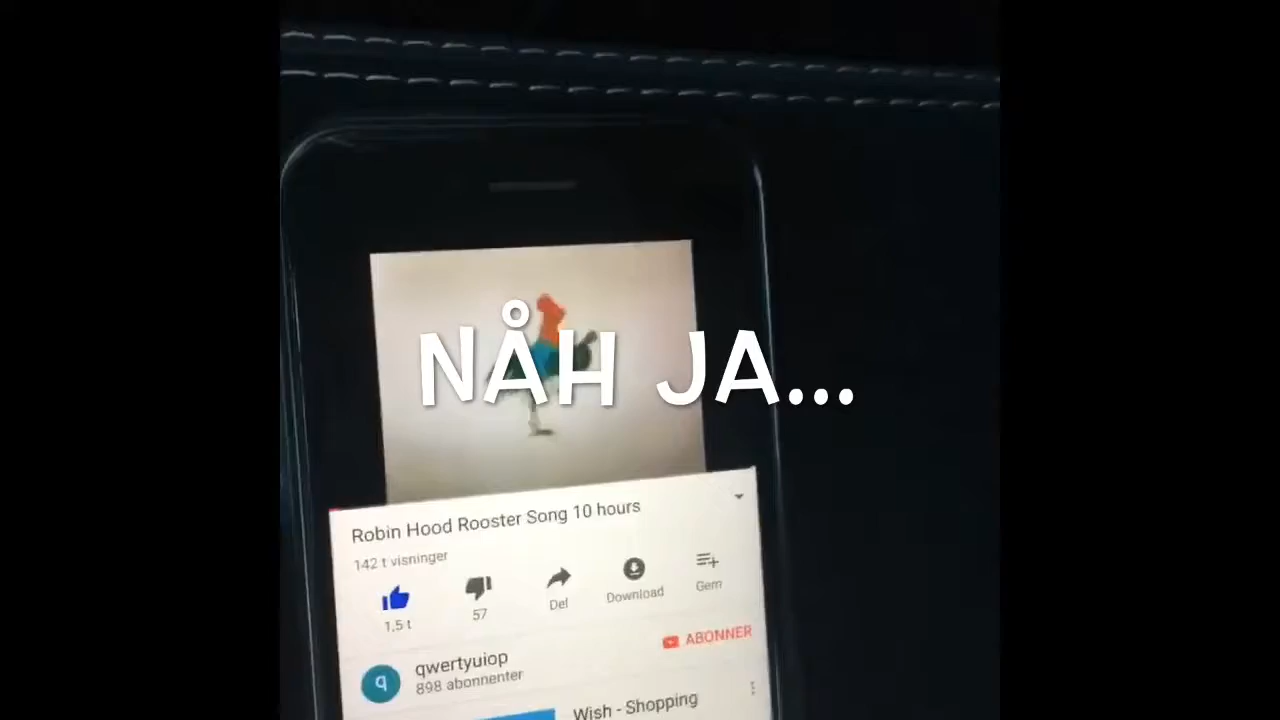 NÅH JA...
Robin Hood Rooster Song 10 hours
142 t visninger
1,5 t
57
Del
Download
Gem
q
qwertyuiop
898 abonnenter
ABONNER
Wish - Shopping